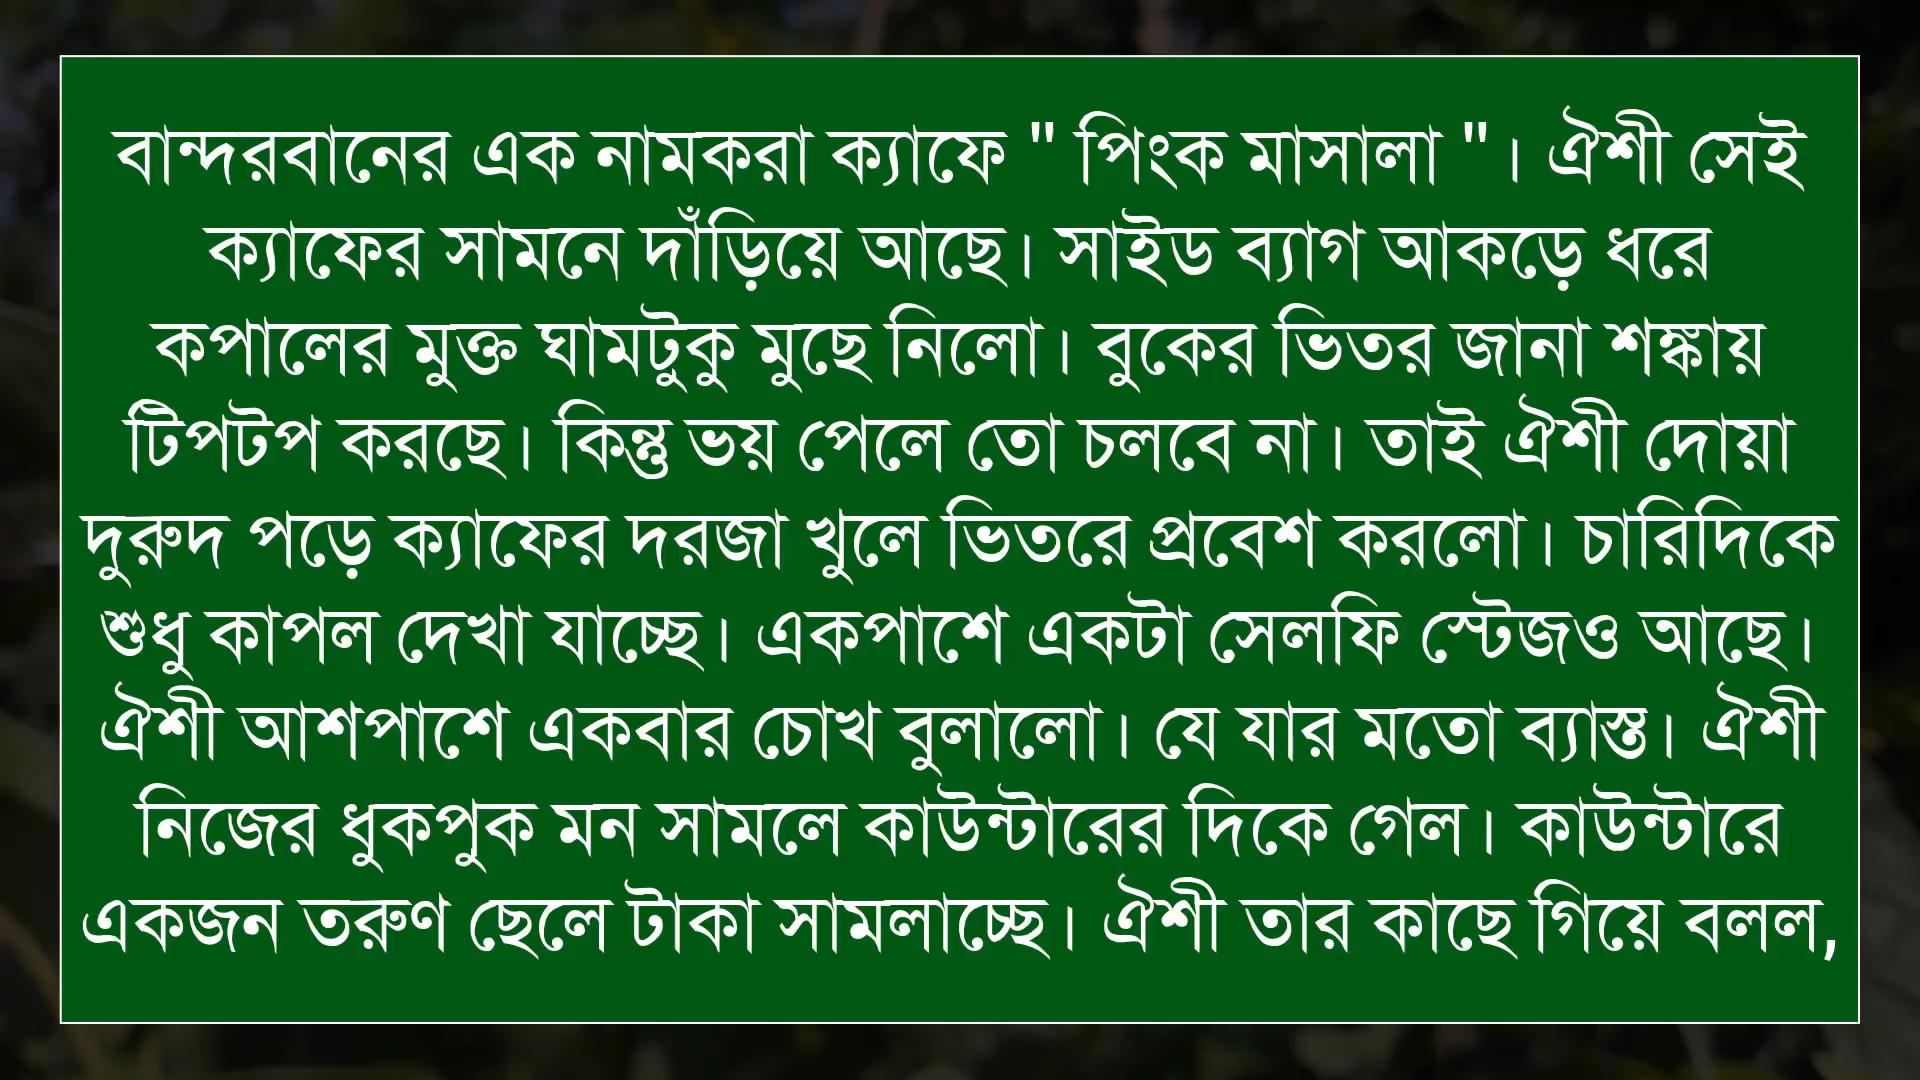 বান্দরবানের এক নামকরা ক্যাফে " পিংক মাসালা "। ঐশী সেই
ক্যাফের সামনে দাঁড়িয়ে আছে। সাইড ব্যাগ আকড়ে ধরে
কপালের মুক্ত ঘামটুকু মুছে নিলো। বুকের ভিতর জানা শঙ্কায়
টিপটপ করছে। কিন্তু ভয় পেলে তো চলবে না। তাই ঐশী দোয়া
দুরুদ পড়ে ক্যাফের দরজা খুলে ভিতরে প্রবেশ করলো। চারিদিকে
শুধু কাপল দেখা যাচ্ছে। একপাশে একটা সেলফি স্টেজও আছে।
ঐশী আশপাশে একবার চোখ বুলালো। যে যার মতো ব্যাস্ত। ঐশী
নিজের ধুকপুক মন সামলে কাউন্টারের দিকে গেল। কাউন্টারে
একজন তরুণ ছেলে টাকা সামলাচ্ছে। ঐশী তার কাছে গিয়ে বলল,